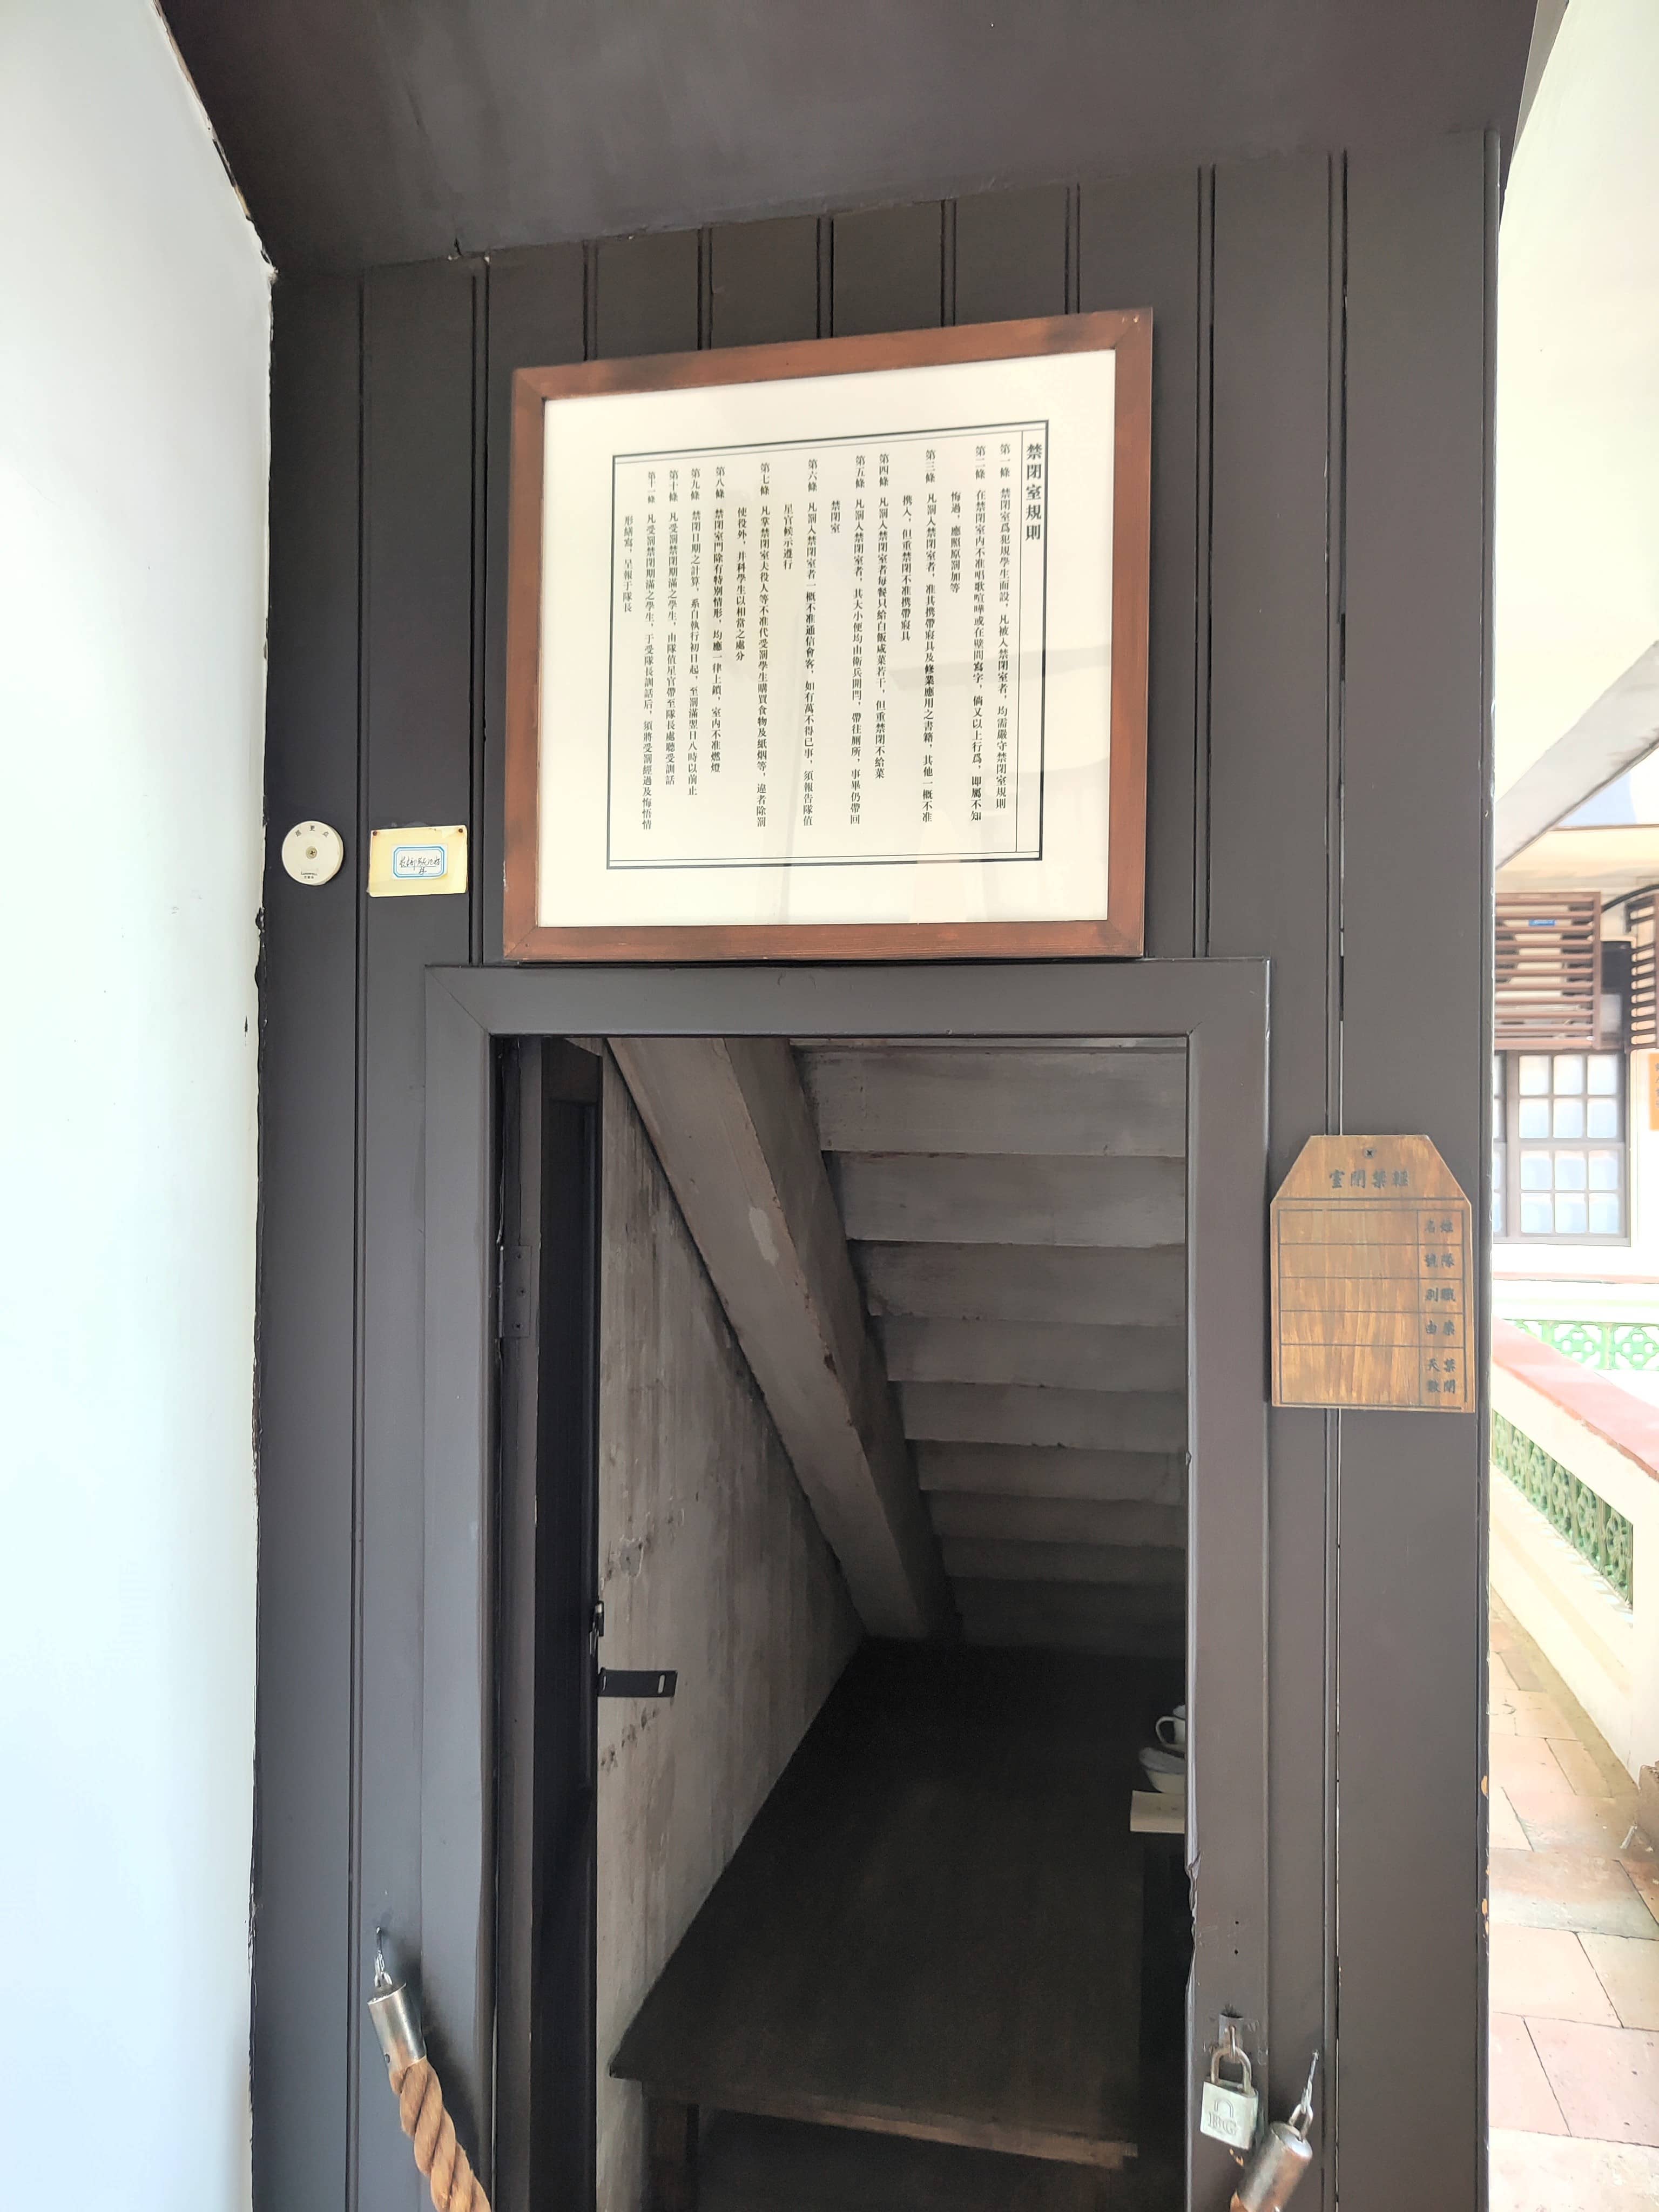 禁閉室規則
第一條 禁閉室爲犯規學生而設，凡被入禁閉室者，均需嚴守禁閉室規則
第二條 在禁閉室內不准唱歌喧嘩或在壁間寫字，倘又以上行爲，即屬不知
悔過，應照原罰加等
第三條 凡罰入禁閉室者，准其携帶寢具及修業應用之書籍，其他一概不准
携入，但重禁閉不准携帶寢具
第四條 凡罰入禁閉室者每餐只給白飯咸菜若干，但重禁閉不給菜
第五條 凡罰入禁閉室者，其大小便均由衛兵開門，帶往厠所，事畢仍帶回
禁閉室
第六條 凡罰入禁閉室者一概不准通信會客，如有萬不得已事，須報告隊值
星官候示遵行
第七條 凡掌禁閉室夫役人等不准代受罰學生購買食物及紙烟等，違者除罰
使役外，并科學生以相當之處分
第八條 禁閉室門除有特別情形，均應一律上鎖，室內不准燃燈
第九條 禁閉日期之計算，系自執行初日起，至罰滿翌日八時以前止
第十條 凡受罰禁閉期滿之學生，由隊值星官帶至隊長處聽受訓話
第十一條 凡受罰禁閉期滿之學生，于受隊長訓話后，須將受罰經過及悔悟情
形繕寫，呈報于隊長
室閉禁輕
名姓
號隊
別職
由禁
天禁
數閉